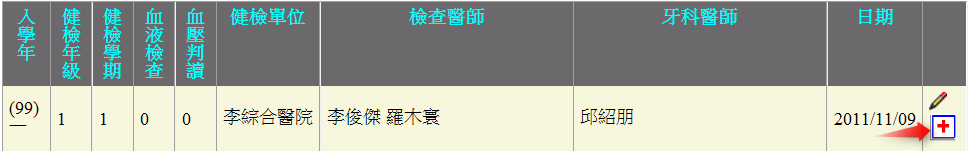 入學年 健檢年級 健檢學期 血液檢查 血壓判讀 健檢單位 檢查醫師 牙科醫師 日期
(99)一 1 1 0 0 李綜合醫院 李俊傑 羅木寰 邱紹朋 2011/11/09